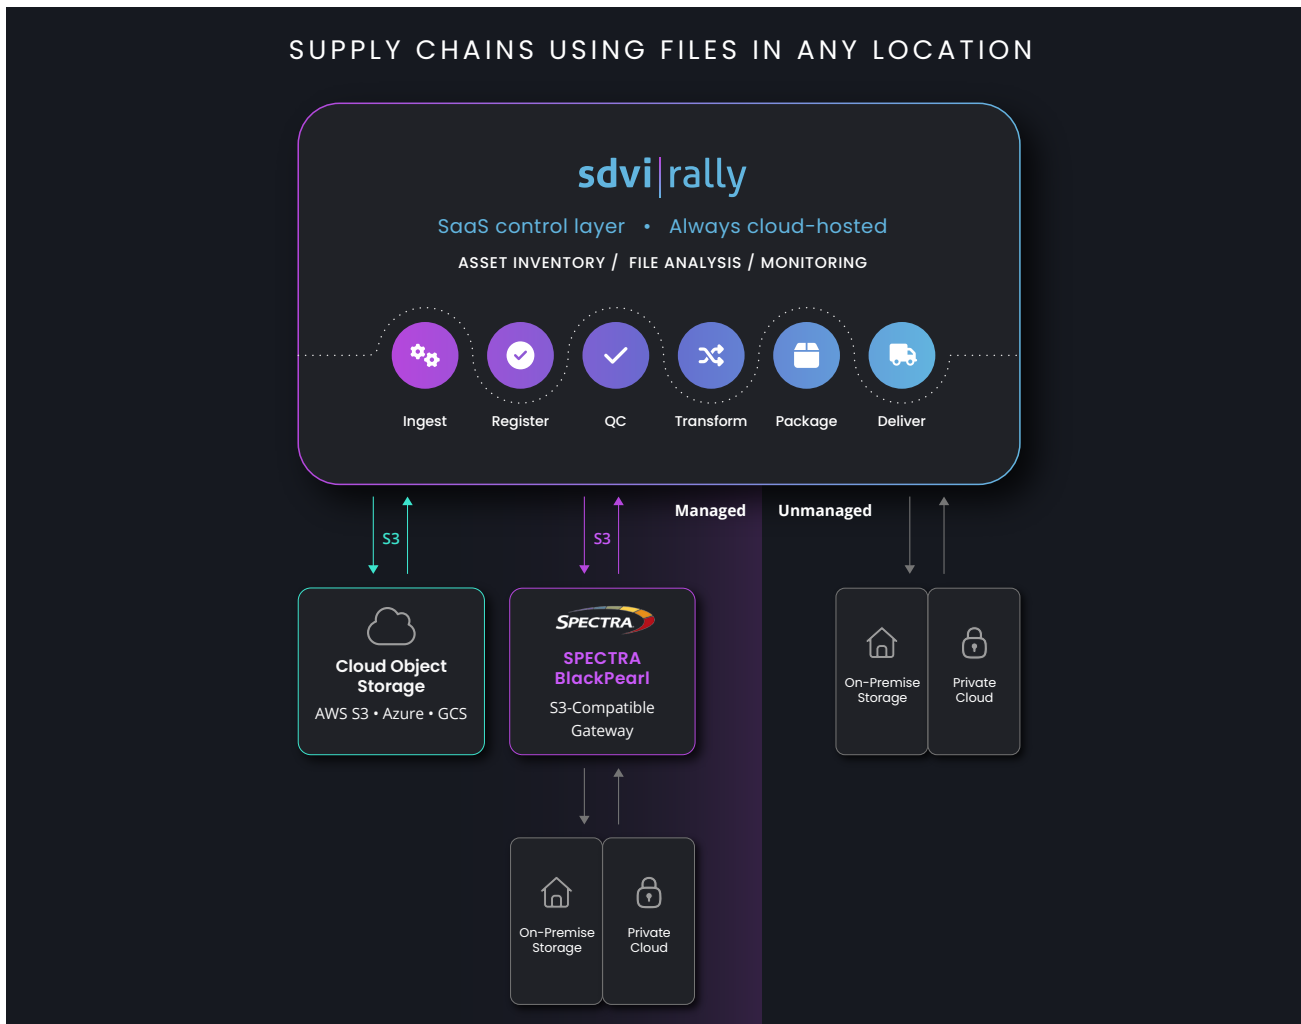 SUPPLY CHAINS USING FILES IN ANY LOCATION
sdvi|rally
SaaS control layer • Always cloud-hosted
ASSET INVENTORY / FILE ANALYSIS / MONITORING
Ingest
Register
QC
Transform
Package
Deliver
Managed
Unmanaged
S3
S3
Cloud Object
Storage
AWS S3 • Azure • GCS
SPECTRA
SPECTRA
BlackPearl
S3-Compatible
Gateway
On-Premise
Storage
Private
Cloud
On-Premise
Storage
Private
Cloud